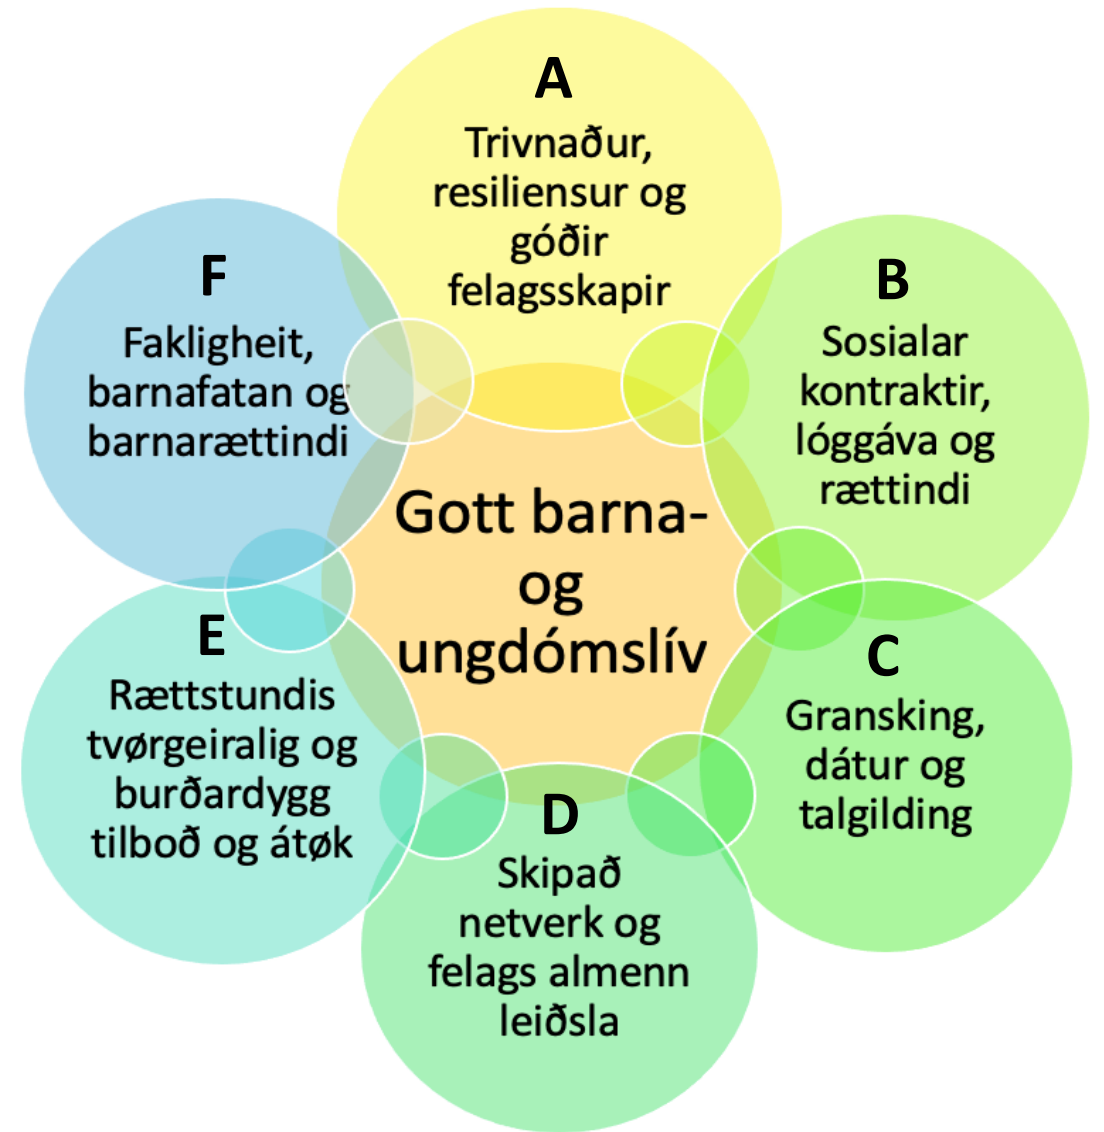 A
Trivnaður,
resiliensur og
góðir
felagsskapir
B
Sosialar
kontraktir,
lóggáva og
rættindi
C
Gransking,
dátur og
talgilding
D
Skipað
netverk og
felags almenn
leiðsla
E
Rættstundis
tvørgeiralig og
burðardygg
tilboð og átøk
F
Fakligheit,
barnafatan og
barnarættindi
Gott barna-
og
ungdómslív